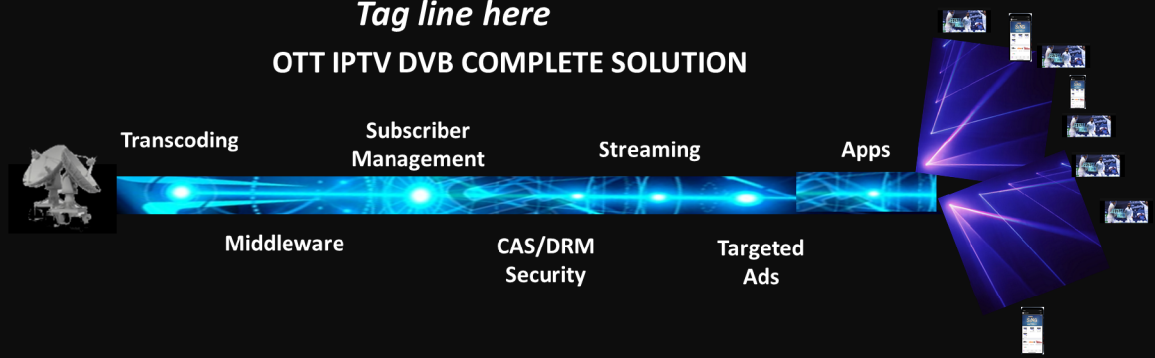 Tag line here
OTT IPTV DVB COMPLETE SOLUTION
Transcoding
Subscriber
Management
Streaming
Apps
Middleware
CAS/DRM
Security
Targeted
Ads